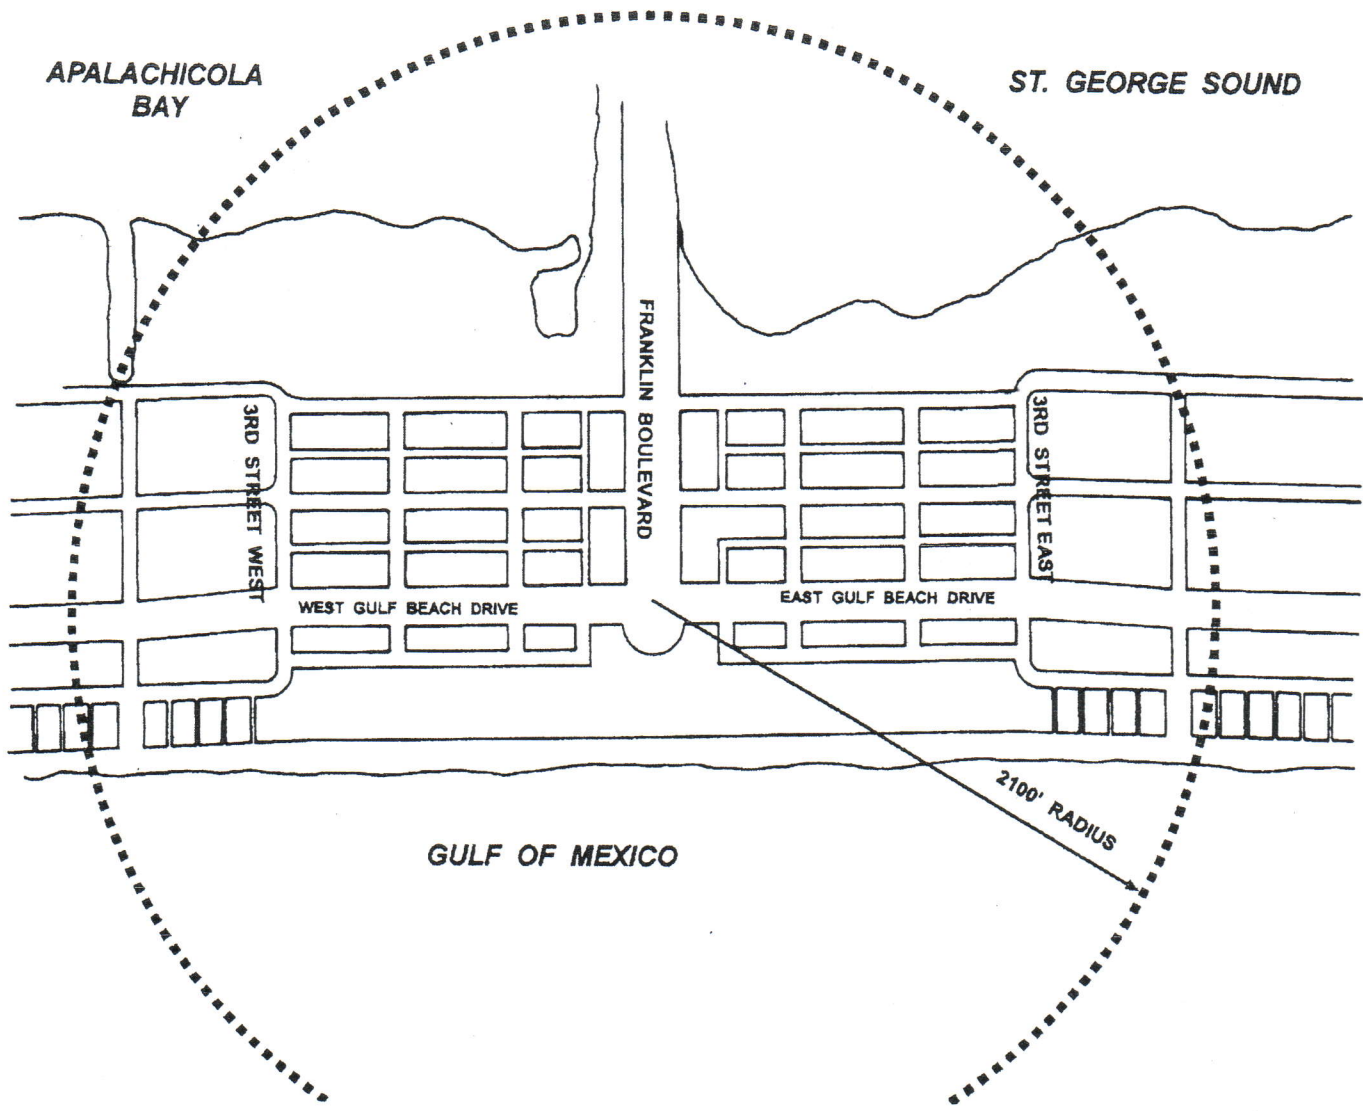 APALACHICOLA
BAY
ST. GEORGE SOUND
FRANKLIN BOULEVARD
3RD STREET WEST
3RD STREET EAST
WEST GULF BEACH DRIVE
EAST GULF BEACH DRIVE
2100' RADIUS
GULF OF MEXICO